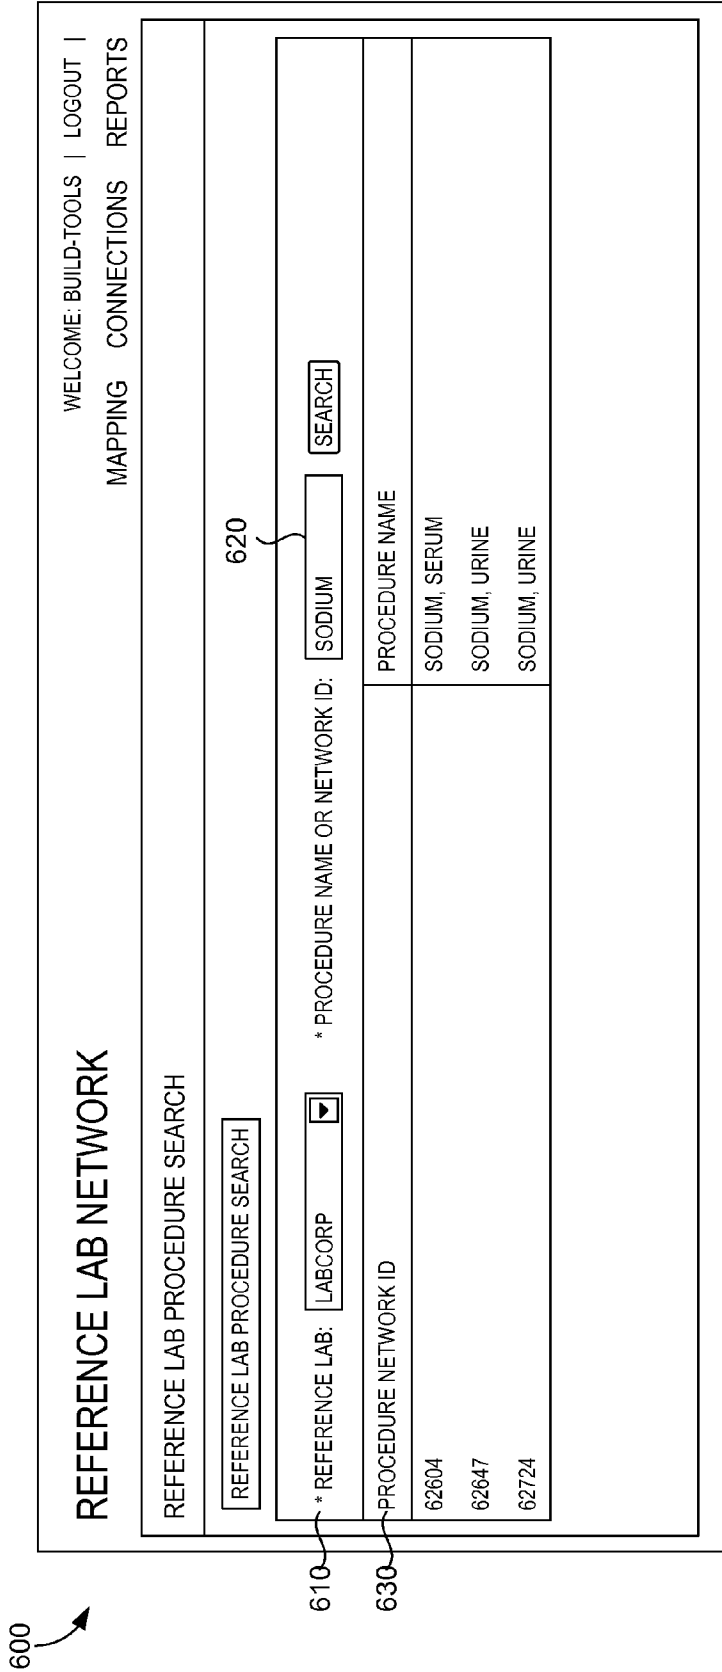 600
REFERENCE LAB NETWORK
WELCOME: BUILD-TOOLS | LOGOUT |
MAPPING CONNECTIONS REPORTS
REFERENCE LAB PROCEDURE SEARCH
REFERENCE LAB PROCEDURE SEARCH
620
610 * REFERENCE LAB: LABCORP * PROCEDURE NAME OR NETWORK ID: SODIUM SEARCH
630 PROCEDURE NETWORK ID PROCEDURE NAME
62604 SODIUM, SERUM
62647 SODIUM, URINE
62724 SODIUM, URINE